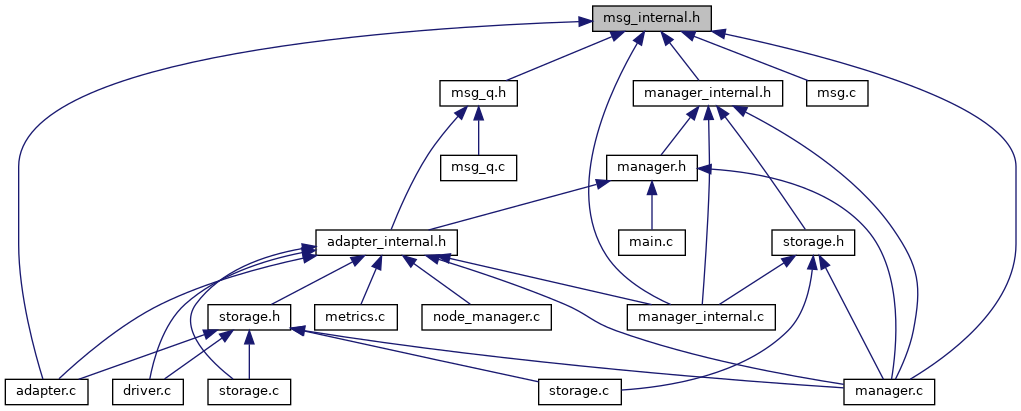 msg_internal.h
msg_q.h
manager_internal.h
msg.c
msg_q.c
manager.h
adapter_internal.h
main.c
storage.h
storage.h
metrics.c
node_manager.c
manager_internal.c
adapter.c
driver.c
storage.c
storage.c
manager.c